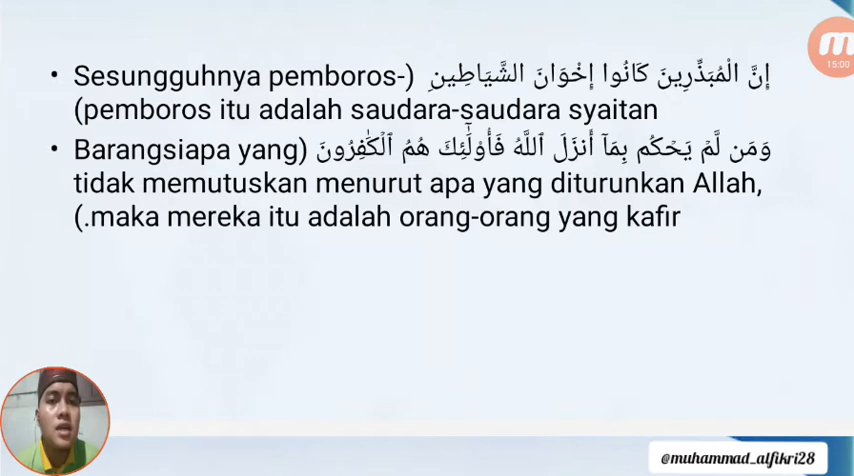 إِنَّ الْمُبَذِّرِينَ كَانُوا إِخْوَانَ الشَّيَاطِينِ (Sesungguhnya pemboros-
pemboros itu adalah saudara-saudara syaitan)
وَمَن لَّمْ يَحْكُم بِمَآ أَنزَلَ ٱللَّهُ فَأُو۟لَٰٓئِكَ هُمُ ٱلْكَٰفِرُونَ (Barangsiapa yang
tidak memutuskan menurut apa yang diturunkan Allah,
maka mereka itu adalah orang-orang yang kafir.)
15:00
@muhammad_alfikri28